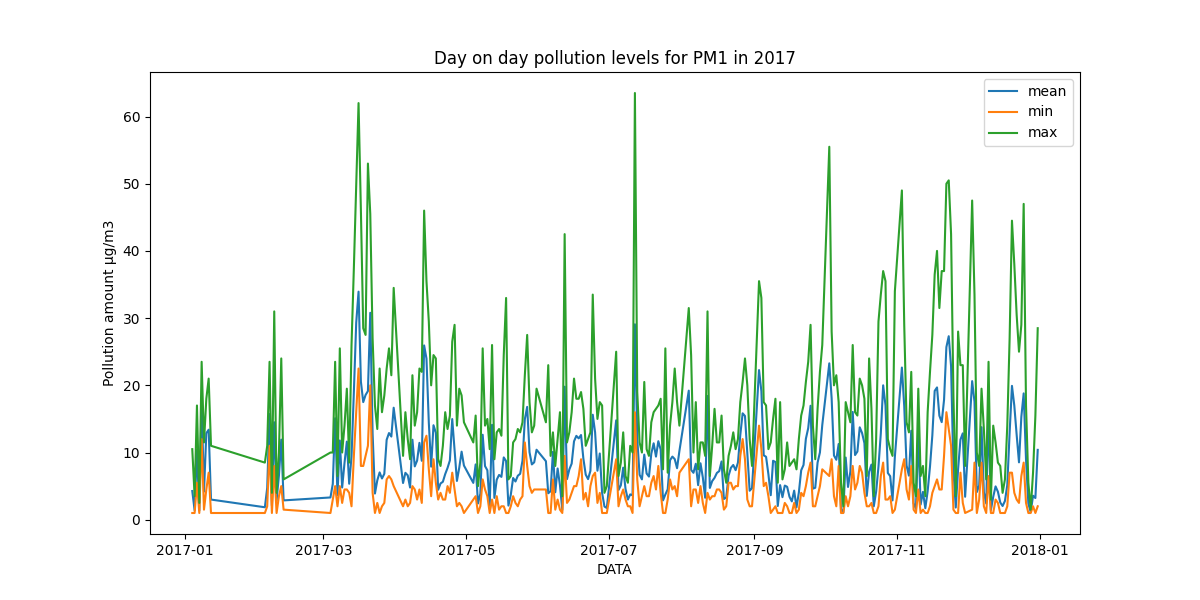 Day on day pollution levels for PM1 in 2017
mean
min
max
Pollution amount µg/m3
60
50
40
30
20
10
0
2017-01 2017-03 2017-05 2017-07 2017-09 2017-11 2018-01
DATA